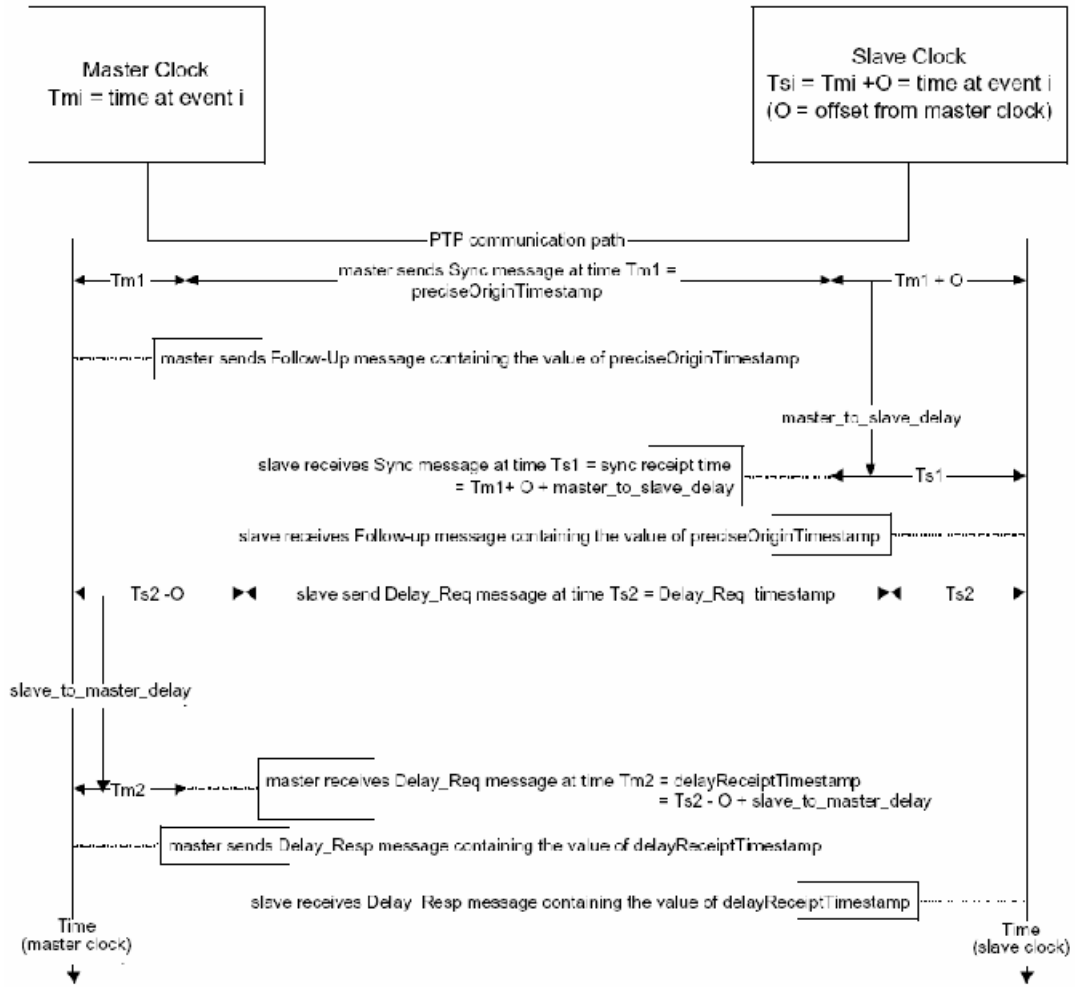 Master Clock
Tmi = time at event i
Slave Clock
Tsi = Tmi +O = time at event i
(O = offset from master clock)
PTP communication path
Tm1
master sends Sync message at time Tm1 =
preciseOriginTimestamp
Tm1 + O
master sends Follow-Up message containing the value of preciseOriginTimestamp
master_to_slave_delay
slave receives Sync message at time Ts1 = sync receipt time
= Tm1+ O + master_to_slave_delay
Ts1
slave receives Follow-up message containing the value of preciseOriginTimestamp
Ts2 -O
slave send Delay_Req message at time Ts2 = Delay_Req timestamp
Ts2
slave_to_master_delay
Tm2
master receives Delay_Req message at time Tm2 = delayReceiptTimestamp
= Ts2 - O + slave_to_master_delay
master sends Delay_Resp message containing the value of delayReceiptTimestamp
slave receives Delay_Resp message containing the value of delayReceiptTimestamp
Time
(master clock)
Time
(slave clock)